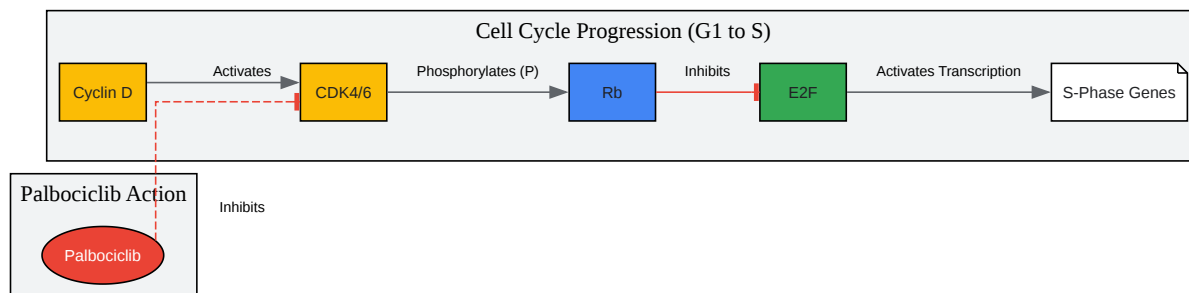 Cell Cycle Progression (G1 to S)
Activates
Phosphorylates (P)
Inhibits
Activates Transcription
Cyclin D
CDK4/6
Rb
E2F
S-Phase Genes
Palbociclib Action
Inhibits
Palbociclib